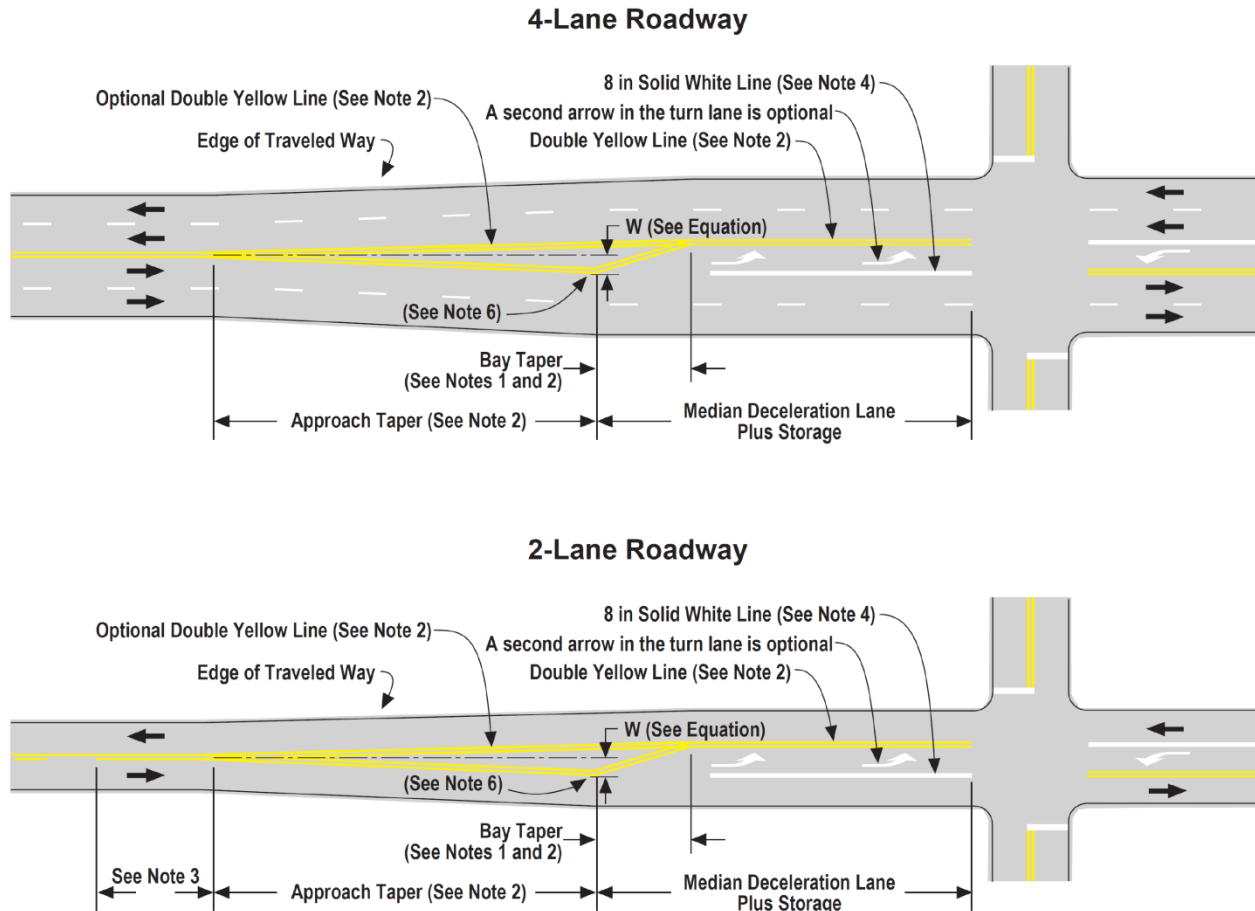 4-Lane Roadway
8 in Solid White Line (See Note 4)
Optional Double Yellow Line (See Note 2)
A second arrow in the turn lane is optional
Edge of Traveled Way
Double Yellow Line (See Note 2)
W (See Equation)
(See Note 6)
Bay Taper
(See Notes 1 and 2)
Approach Taper (See Note 2)
Median Deceleration Lane
Plus Storage
2-Lane Roadway
8 in Solid White Line (See Note 4)
Optional Double Yellow Line (See Note 2)
A second arrow in the turn lane is optional
Edge of Traveled Way
Double Yellow Line (See Note 2)
W (See Equation)
(See Note 6)
Bay Taper
(See Notes 1 and 2)
See Note 3
Approach Taper (See Note 2)
Median Deceleration Lane
Plus Storage